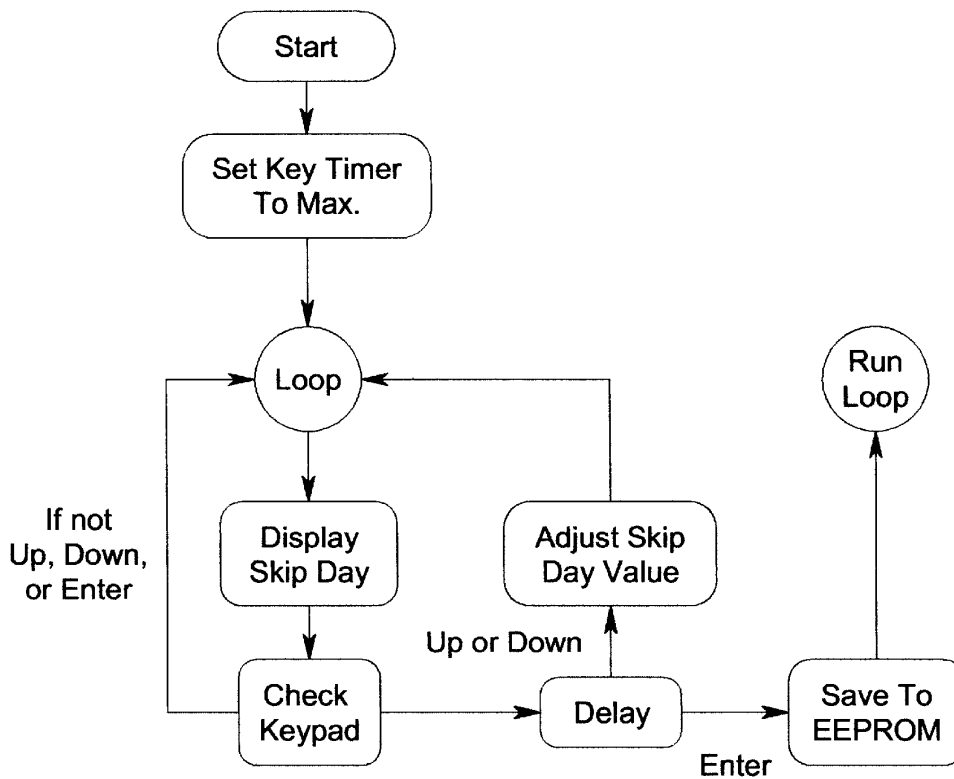 Start
Set Key Timer
To Max.
Loop
Run
Loop
If not
Up, Down,
or Enter
Display
Skip Day
Adjust Skip
Day Value
Up or Down
Check
Keypad
Delay
Save To
EEPROM
Enter